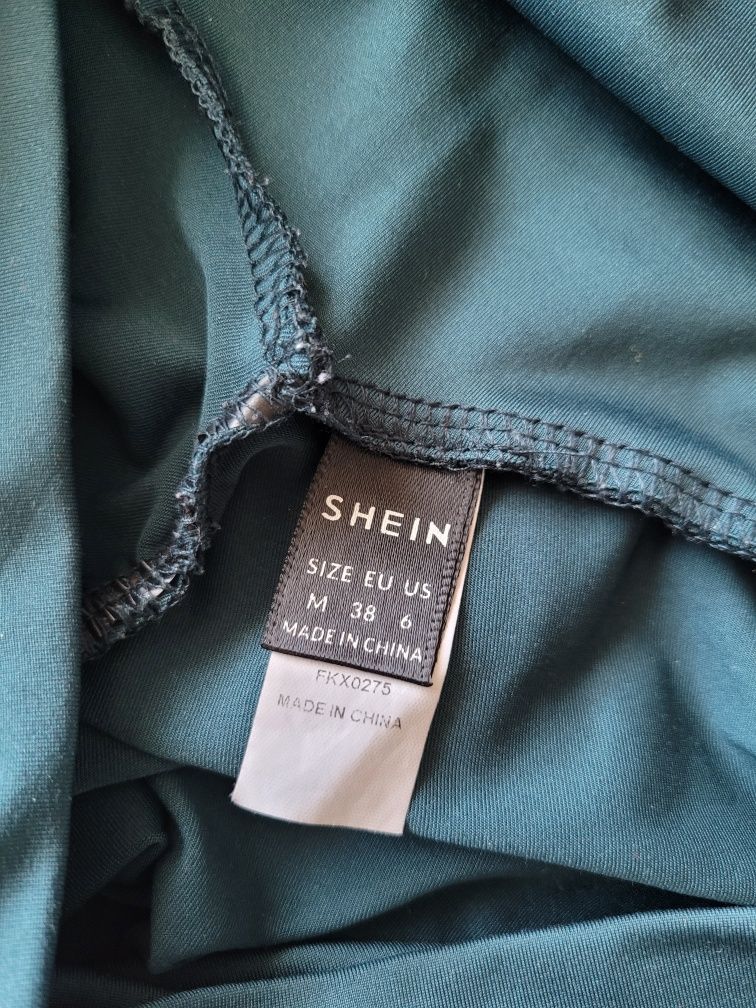 SHEIN
SIZE EU US
M 38 6
MADE IN CHINA
FKX0275
MADE IN CHINA